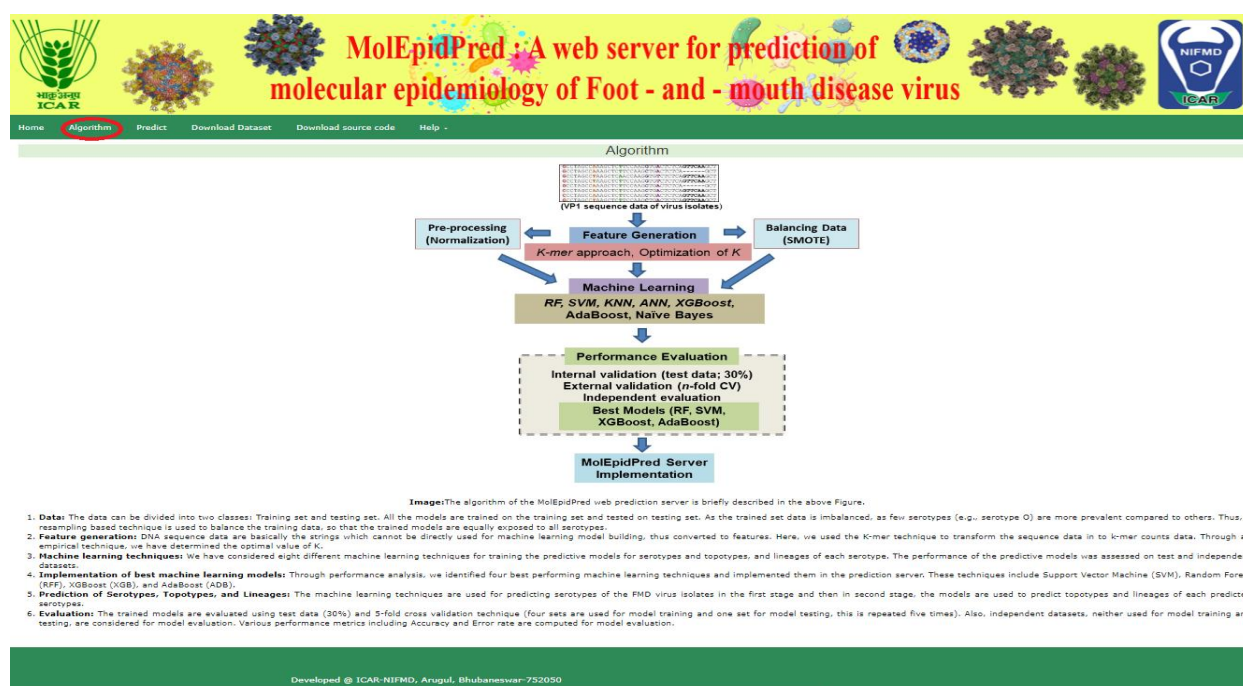 MolEpidPred : A web server for prediction of
molecular epidemiology of Foot - and - mouth disease virus
भाकृअनुप
ICAR
NIFMD
ICAR
Home Algorithm Predict Download Dataset Download source code Help -
Algorithm
(VP1 sequence data of virus isolates)
Pre-processing
(Normalization)
Feature Generation
Balancing Data
(SMOTE)
K-mer approach, Optimization of K
Machine Learning
RF, SVM, KNN, ANN, XGBoost,
AdaBoost, Naïve Bayes
Performance Evaluation
Internal validation (test data; 30%)
External validation (n-fold CV)
Independent evaluation
Best Models (RF, SVM,
XGBoost, AdaBoost)
MolEpidPred Server
Implementation
Image:The algorithm of the MolEpidPred web prediction server is briefly described in the above Figure.
1. Data: The data can be divided into two classes: Training set and testing set. All the models are trained on the training set and tested on testing set. As the trained set data is imbalanced, as few serotypes (e.g., serotype O) are more prevalent compared to others. Thus,
resampling based technique is used to balance the training data, so that the trained models are equally exposed to all serotypes.
2. Feature generation: DNA sequence data are basically the strings which cannot be directly used for machine learning model building, thus converted to features. Here, we used the K-mer technique to transform the sequence data in to k-mer counts data. Through a
empirical technique, we have determined the optimal value of K.
3. Machine learning techniques: We have considered eight different machine learning techniques for training the predictive models for serotypes and topotypes, and lineages of each serotype. The performance of the predictive models was assessed on test and independe
datasets.
4. Implementation of best machine learning models: Through performance analysis, we identified four best performing machine learning techniques and implemented them in the prediction server. These techniques include Support Vector Machine (SVM), Random Fore
(RFF), XGBoost (XGB), and AdaBoost (ADB).
5. Prediction of Serotypes, Topotypes, and Lineages: The machine learning techniques are used for predicting serotypes of the FMD virus isolates in the first stage and then in second stage, the models are used to predict topotypes and lineages of each predicte
serotypes.
6. Evaluation: The trained models are evaluated using test data (30%) and 5-fold cross validation technique (four sets are used for model training and one set for model testing, this is repeated five times). Also, independent datasets, neither used for model training ar
testing, are considered for model evaluation. Various performance metrics including Accuracy and Error rate are computed for model evaluation.
Developed @ ICAR-NIFMD, Arugul, Bhubaneswar-752050